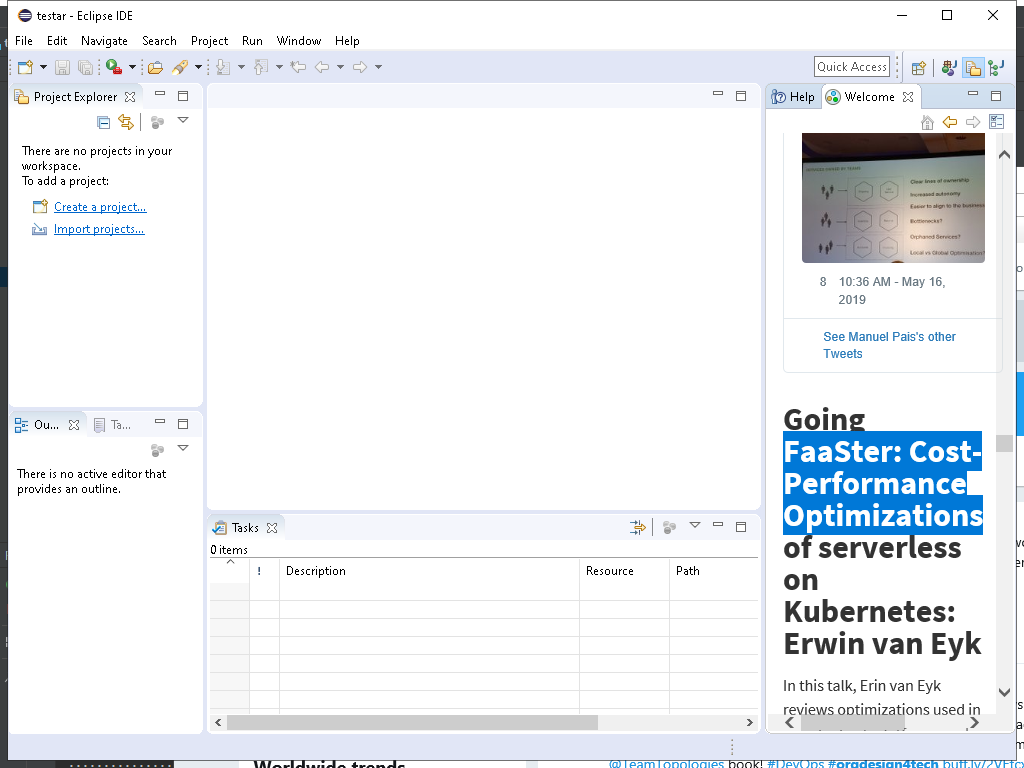 testar - Eclipse IDE
File Edit Navigate Search Project Run Window Help
Quick Access
Project Explorer
There are no projects in your
workspace.
To add a project:
Create a project...
Import projects...
Ou...
Ta...
There is no active editor that
provides an outline.
Tasks
0 items
! Description Resource Path
Help
Welcome
Clear lines of ownership
Increased autonomy
Easier to align to the business
Bottlenecks?
Orphaned Services?
Local vs Global Optimisation?
8 10:36 AM - May 16,
2019
See Manuel Pais's other
Tweets
Going
FaaSter: Cost-
Performance
Optimizations
of serverless
on
Kubernetes:
Erwin van Eyk
In this talk, Erin van Eyk
reviews optimizations used in
Worldwide trends
@TeamTopologies book! #DevOps #orgdesign4tech